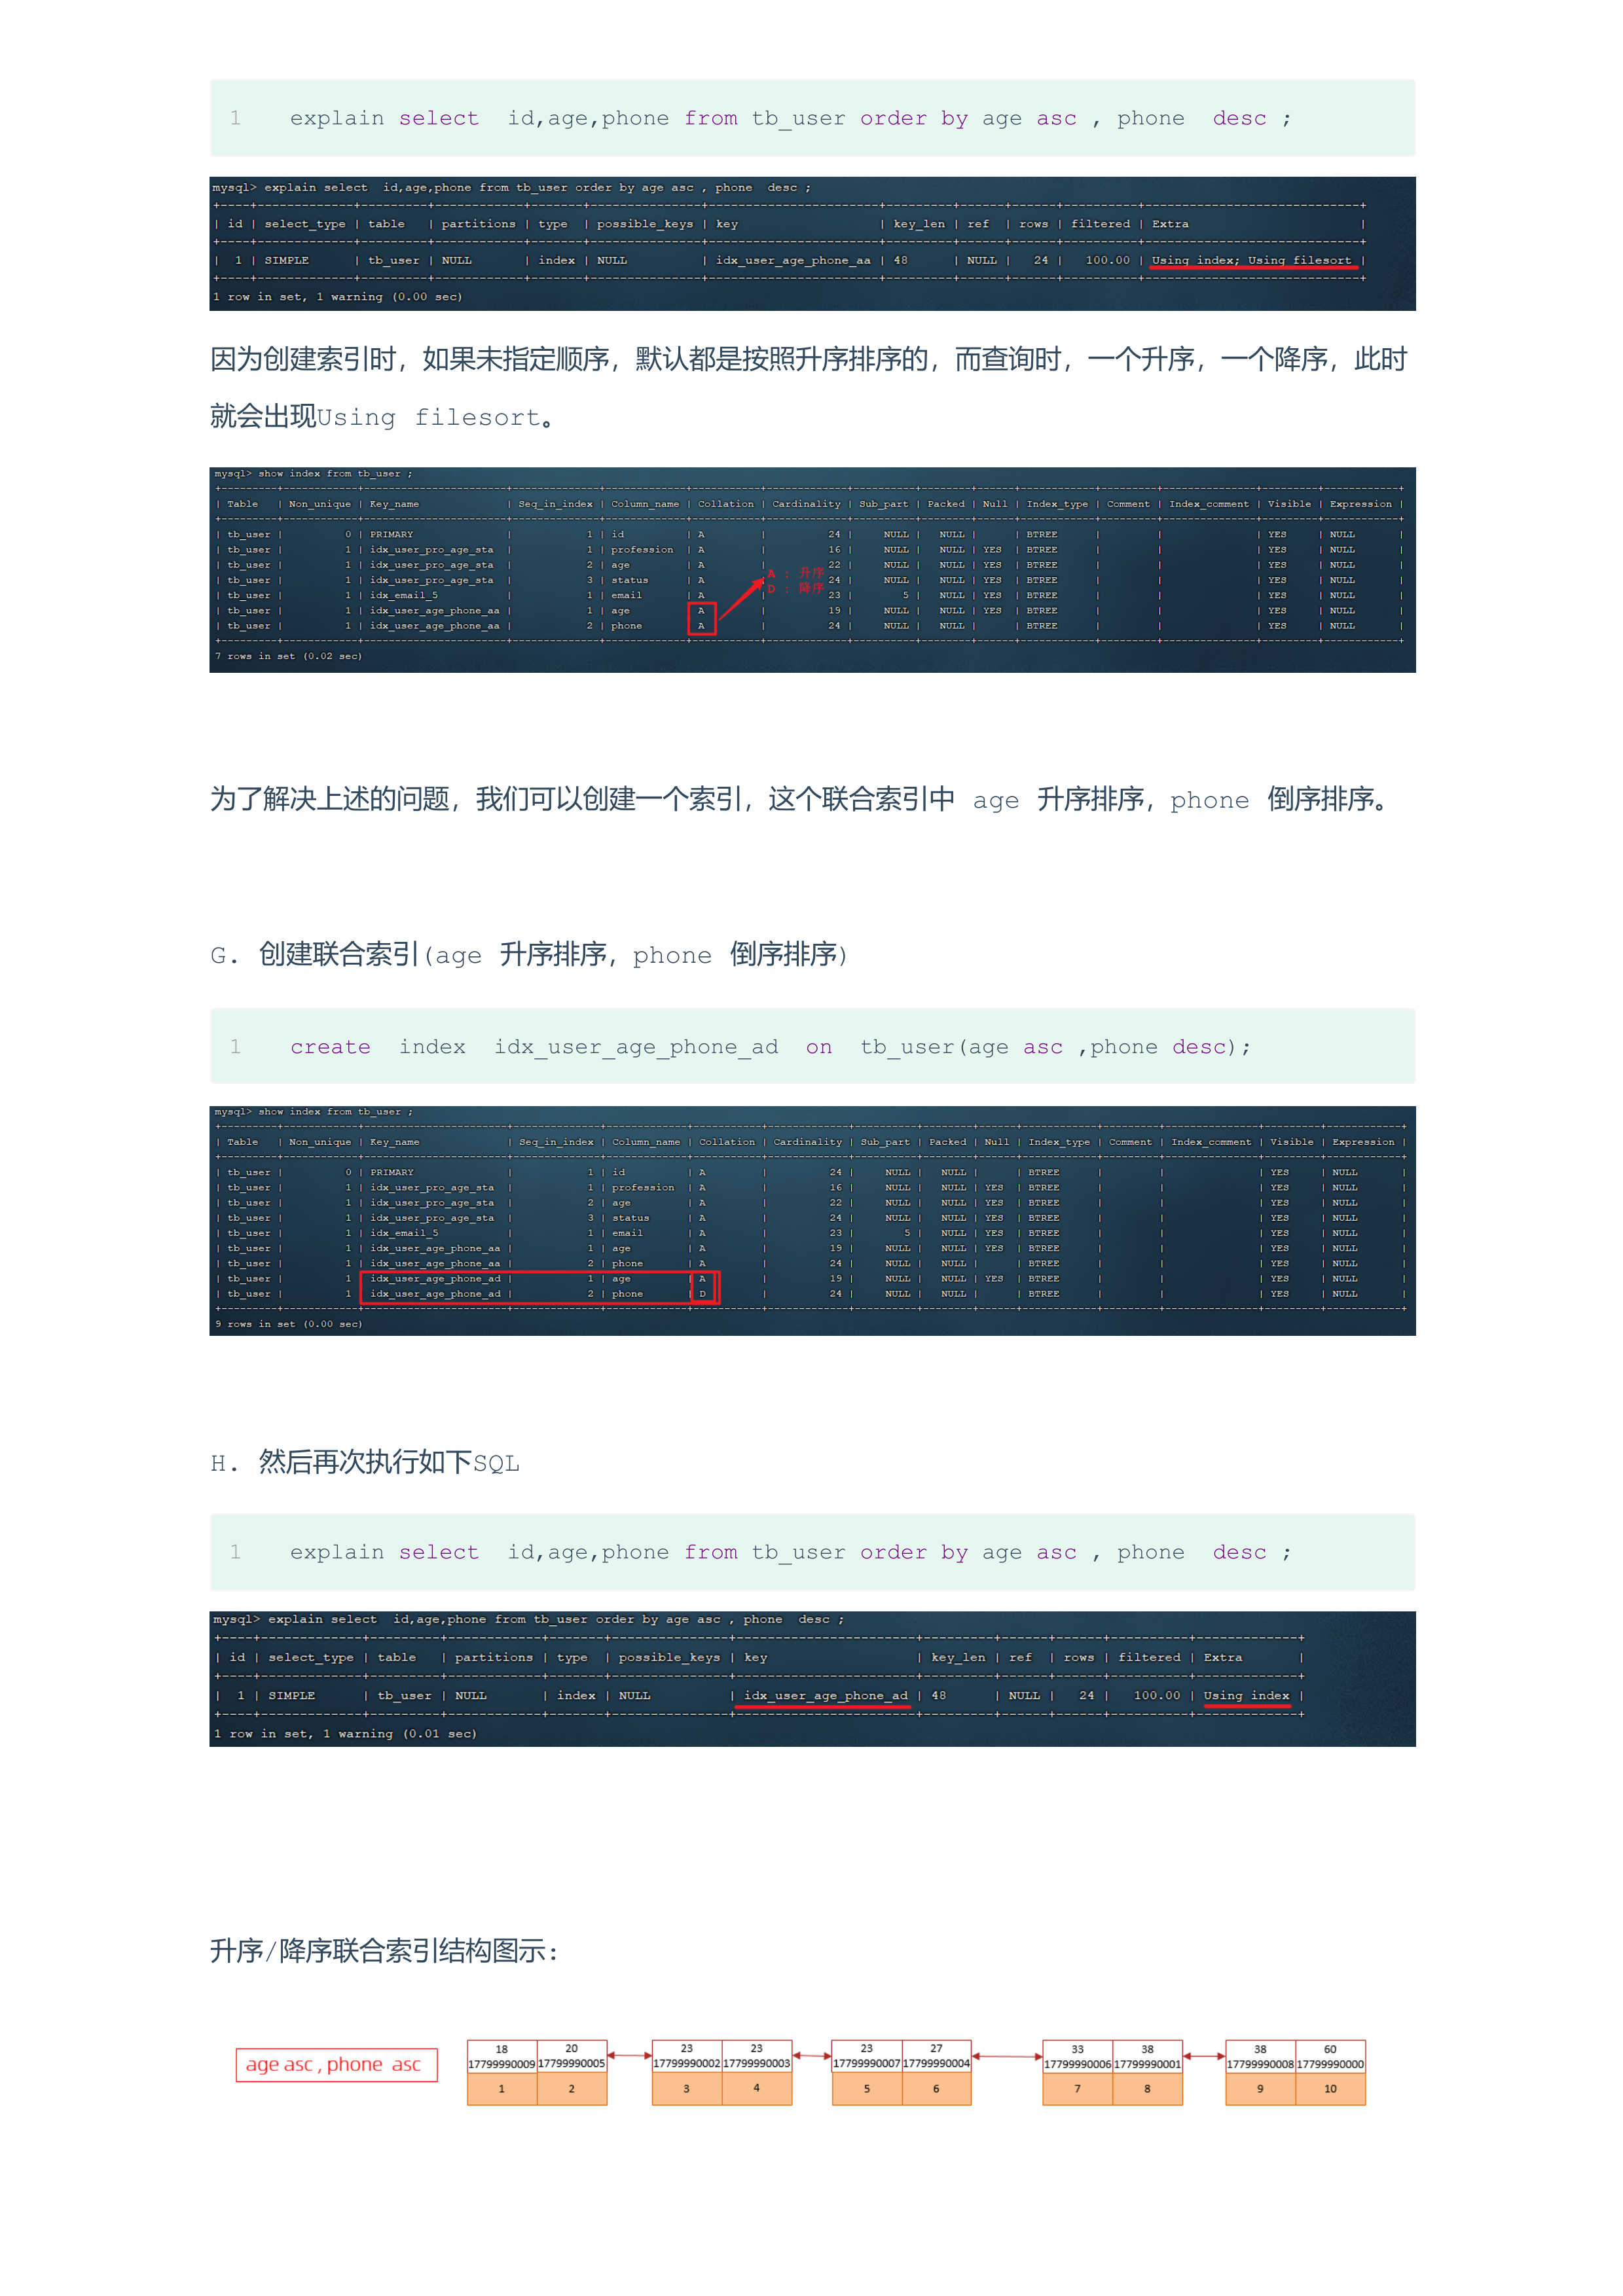 1 explain select id,age,phone from tb_user order by age asc , phone desc ;
mysql> explain select  id,age,phone from tb_user order by age asc , phone  desc ;
+----+-------------+---------+------------+-------+---------------+----------------------+---------+------+------+----------+-----------------------------+
| id | select_type | table   | partitions | type  | possible_keys | key                  | key_len | ref  | rows | filtered | Extra                       |
+----+-------------+---------+------------+-------+---------------+----------------------+---------+------+------+----------+-----------------------------+
|  1 | SIMPLE      | tb_user | NULL       | index | NULL          | idx_user_age_phone_aa | 48      | NULL |   24 |   100.00 | Using index; Using filesort |
+----+-------------+---------+------------+-------+---------------+----------------------+---------+------+------+----------+-----------------------------+
1 row in set, 1 warning (0.00 sec)
因为创建索引时，如果未指定顺序，默认都是按照升序排序的，而查询时，一个升序，一个降序，此时
就会出现Using filesort。
mysql> show index from tb_user ;
| Table | Non_unique | Key_name | Seq_in_index | Column_name | Collation | Cardinality | Sub_part | Packed | Null | Index_type | Comment | Index_comment | Visible | Expression |
| tb_user | 0 | PRIMARY | 1 | id | A | 24 | NULL | NULL | | BTREE | | | YES | NULL |
| tb_user | 1 | idx_user_pro_age_sta | 1 | profession | A | 16 | NULL | NULL | YES | BTREE | | | YES | NULL |
| tb_user | 1 | idx_user_pro_age_sta | 2 | age | A | 22 | NULL | NULL | YES | BTREE | | | YES | NULL |
| tb_user | 1 | idx_user_pro_age_sta | 3 | status | A | 24 | NULL | NULL | YES | BTREE | | | YES | NULL |
| tb_user | 1 | idx_email_5 | 1 | email | A | 23 | 5 | NULL | YES | BTREE | | | YES | NULL |
| tb_user | 1 | idx_user_age_phone_aa | 1 | age | A | 19 | NULL | NULL | YES | BTREE | | | YES | NULL |
| tb_user | 1 | idx_user_age_phone_aa | 2 | phone | A | 24 | NULL | NULL | | BTREE | | | YES | NULL |
A : 升序
D : 降序
7 rows in set (0.02 sec)
为了解决上述的问题，我们可以创建一个索引，这个联合索引中 age 升序排序，phone 倒序排序。
G. 创建联合索引(age 升序排序，phone 倒序排序)
1 create index idx_user_age_phone_ad on tb_user(age asc ,phone desc);
mysql> show index from tb_user ;
| Table | Non_unique | Key_name | Seq_in_index | Column_name | Collation | Cardinality | Sub_part | Packed | Null | Index_type | Comment | Index_comment | Visible | Expression |
| tb_user | 0 | PRIMARY | 1 | id | A | 24 | NULL | NULL | | BTREE | | | YES | NULL |
| tb_user | 1 | idx_user_pro_age_sta | 1 | profession | A | 16 | NULL | NULL | YES | BTREE | | | YES | NULL |
| tb_user | 1 | idx_user_pro_age_sta | 2 | age | A | 22 | NULL | NULL | YES | BTREE | | | YES | NULL |
| tb_user | 1 | idx_user_pro_age_sta | 3 | status | A | 24 | NULL | NULL | YES | BTREE | | | YES | NULL |
| tb_user | 1 | idx_email_5 | 1 | email | A | 23 | 5 | NULL | YES | BTREE | | | YES | NULL |
| tb_user | 1 | idx_user_age_phone_aa | 1 | age | A | 19 | NULL | NULL | YES | BTREE | | | YES | NULL |
| tb_user | 1 | idx_user_age_phone_aa | 2 | phone | A | 24 | NULL | NULL | | BTREE | | | YES | NULL |
| tb_user | 1 | idx_user_age_phone_ad | 1 | age | A | 19 | NULL | NULL | YES | BTREE | | | YES | NULL |
| tb_user | 1 | idx_user_age_phone_ad | 2 | phone | D | 24 | NULL | NULL | | BTREE | | | YES | NULL |
9 rows in set (0.00 sec)
H. 然后再次执行如下SQL
1 explain select id,age,phone from tb_user order by age asc , phone desc ;
mysql> explain select  id,age,phone from tb_user order by age asc , phone  desc ;
| id | select_type | table | partitions | type | possible_keys | key | key_len | ref | rows | filtered | Extra |
| 1 | SIMPLE | tb_user | NULL | index | NULL | idx_user_age_phone_ad | 48 | NULL | 24 | 100.00 | Using index |
1 row in set, 1 warning (0.01 sec)
升序/降序联合索引结构图示:
age asc , phone asc
18 20 23 23 23 27 33 38 38 60
17799990009 17799990005 17799990002 17799990003 17799990007 17799990004 17799990006 17799990001 17799990008 17799990000
1 2 3 4 5 6 7 8 9 10